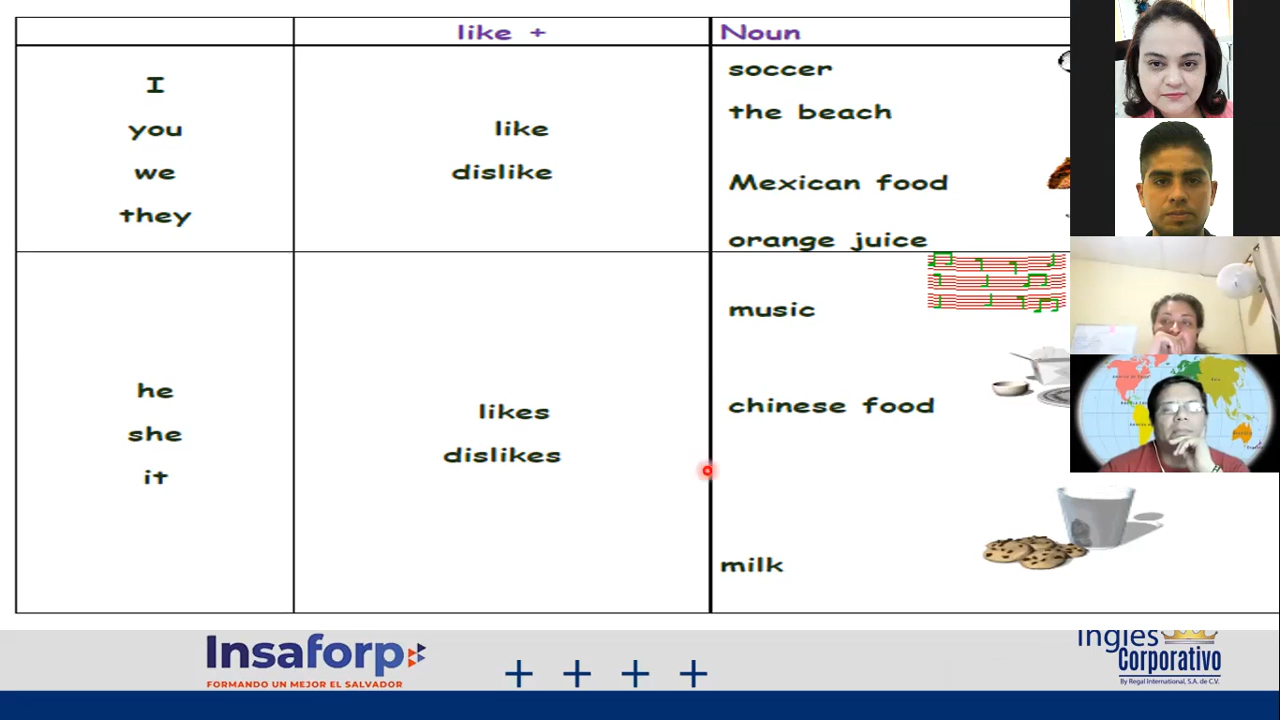 like +
Noun
I
you
we
they
like
dislike
soccer
the beach
Mexican food
orange juice
he
she
it
likes
dislikes
music
chinese food
milk
Insaforp
FORMANDO UN MEJOR EL SALVADOR
Inglés
Corporativo
By Regal International, S.A. de C.V.